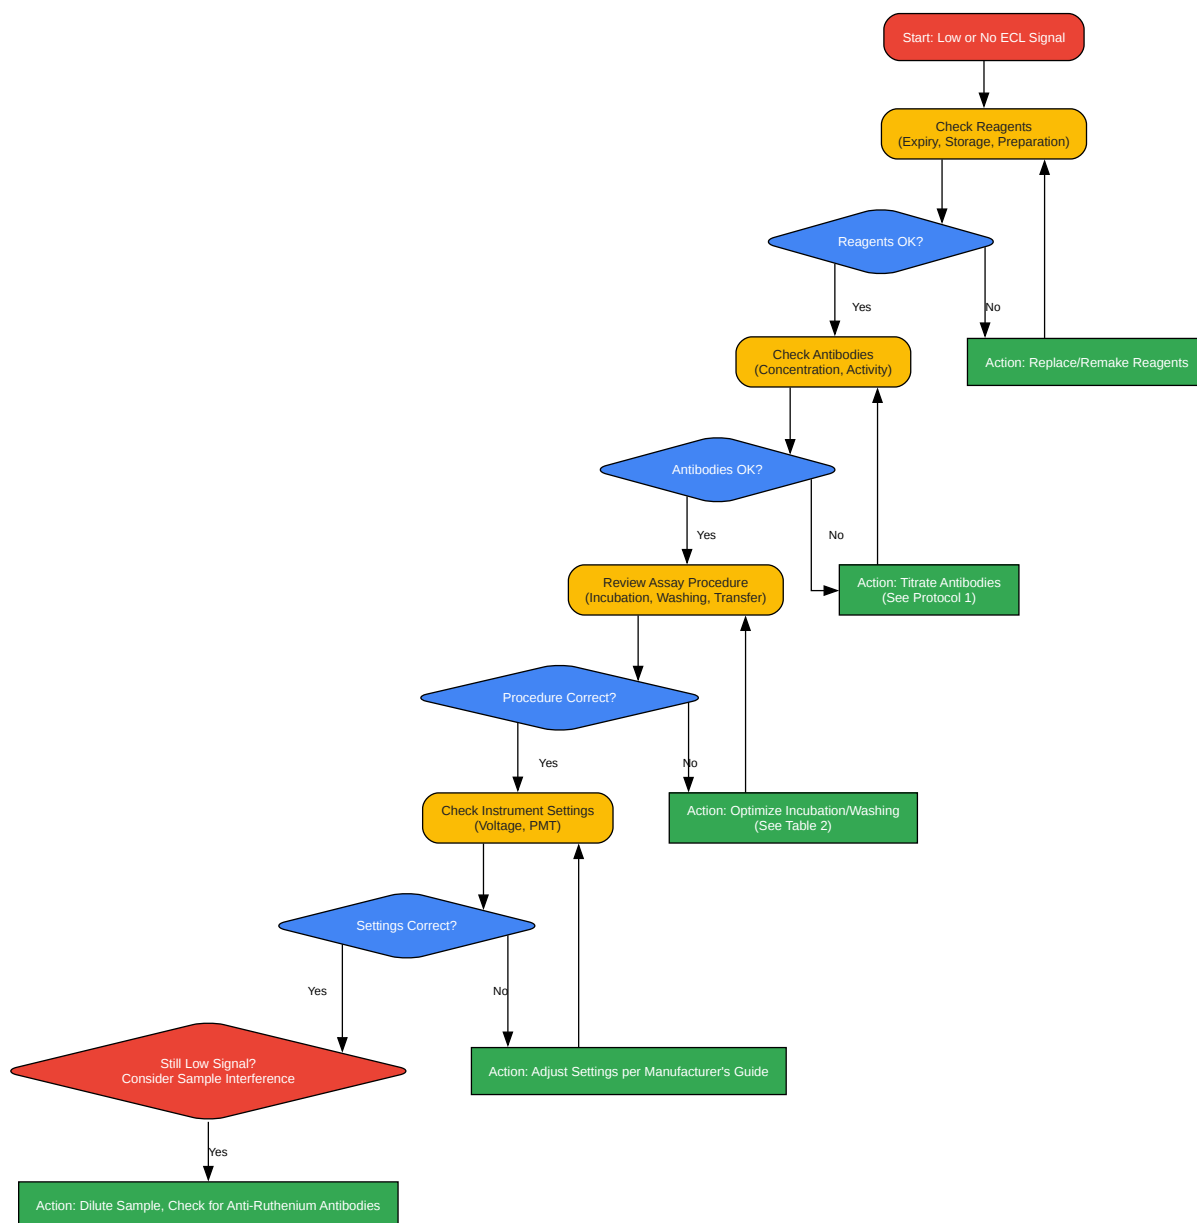 Start: Low or No ECL Signal
Check Reagents
(Expiry, Storage, Preparation)
Reagents OK?
Yes
No
Check Antibodies
(Concentration, Activity)
Action: Replace/Remake Reagents
Antibodies OK?
Yes
No
Review Assay Procedure
(Incubation, Washing, Transfer)
Action: Titrate Antibodies
(See Protocol 1)
Procedure Correct?
Yes
No
Check Instrument Settings
(Voltage, PMT)
Action: Optimize Incubation/Washing
(See Table 2)
Settings Correct?
Yes
No
Still Low Signal?
Consider Sample Interference
Action: Adjust Settings per Manufacturer's Guide
Yes
Action: Dilute Sample, Check for Anti-Ruthenium Antibodies